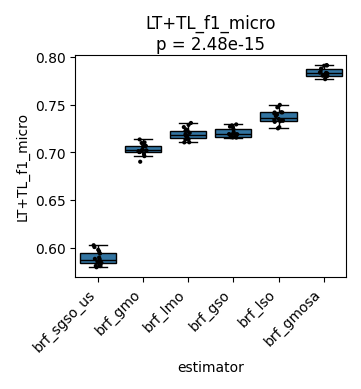 LT+TL_f1_micro
p = 2.48e-15
LT+TL_f1_micro
0.80
0.75
0.70
0.65
0.60
brf_sgso_us
brf_gmo
brf_lmo
brf_gso
brf_lso
brf_gmosa
estimator